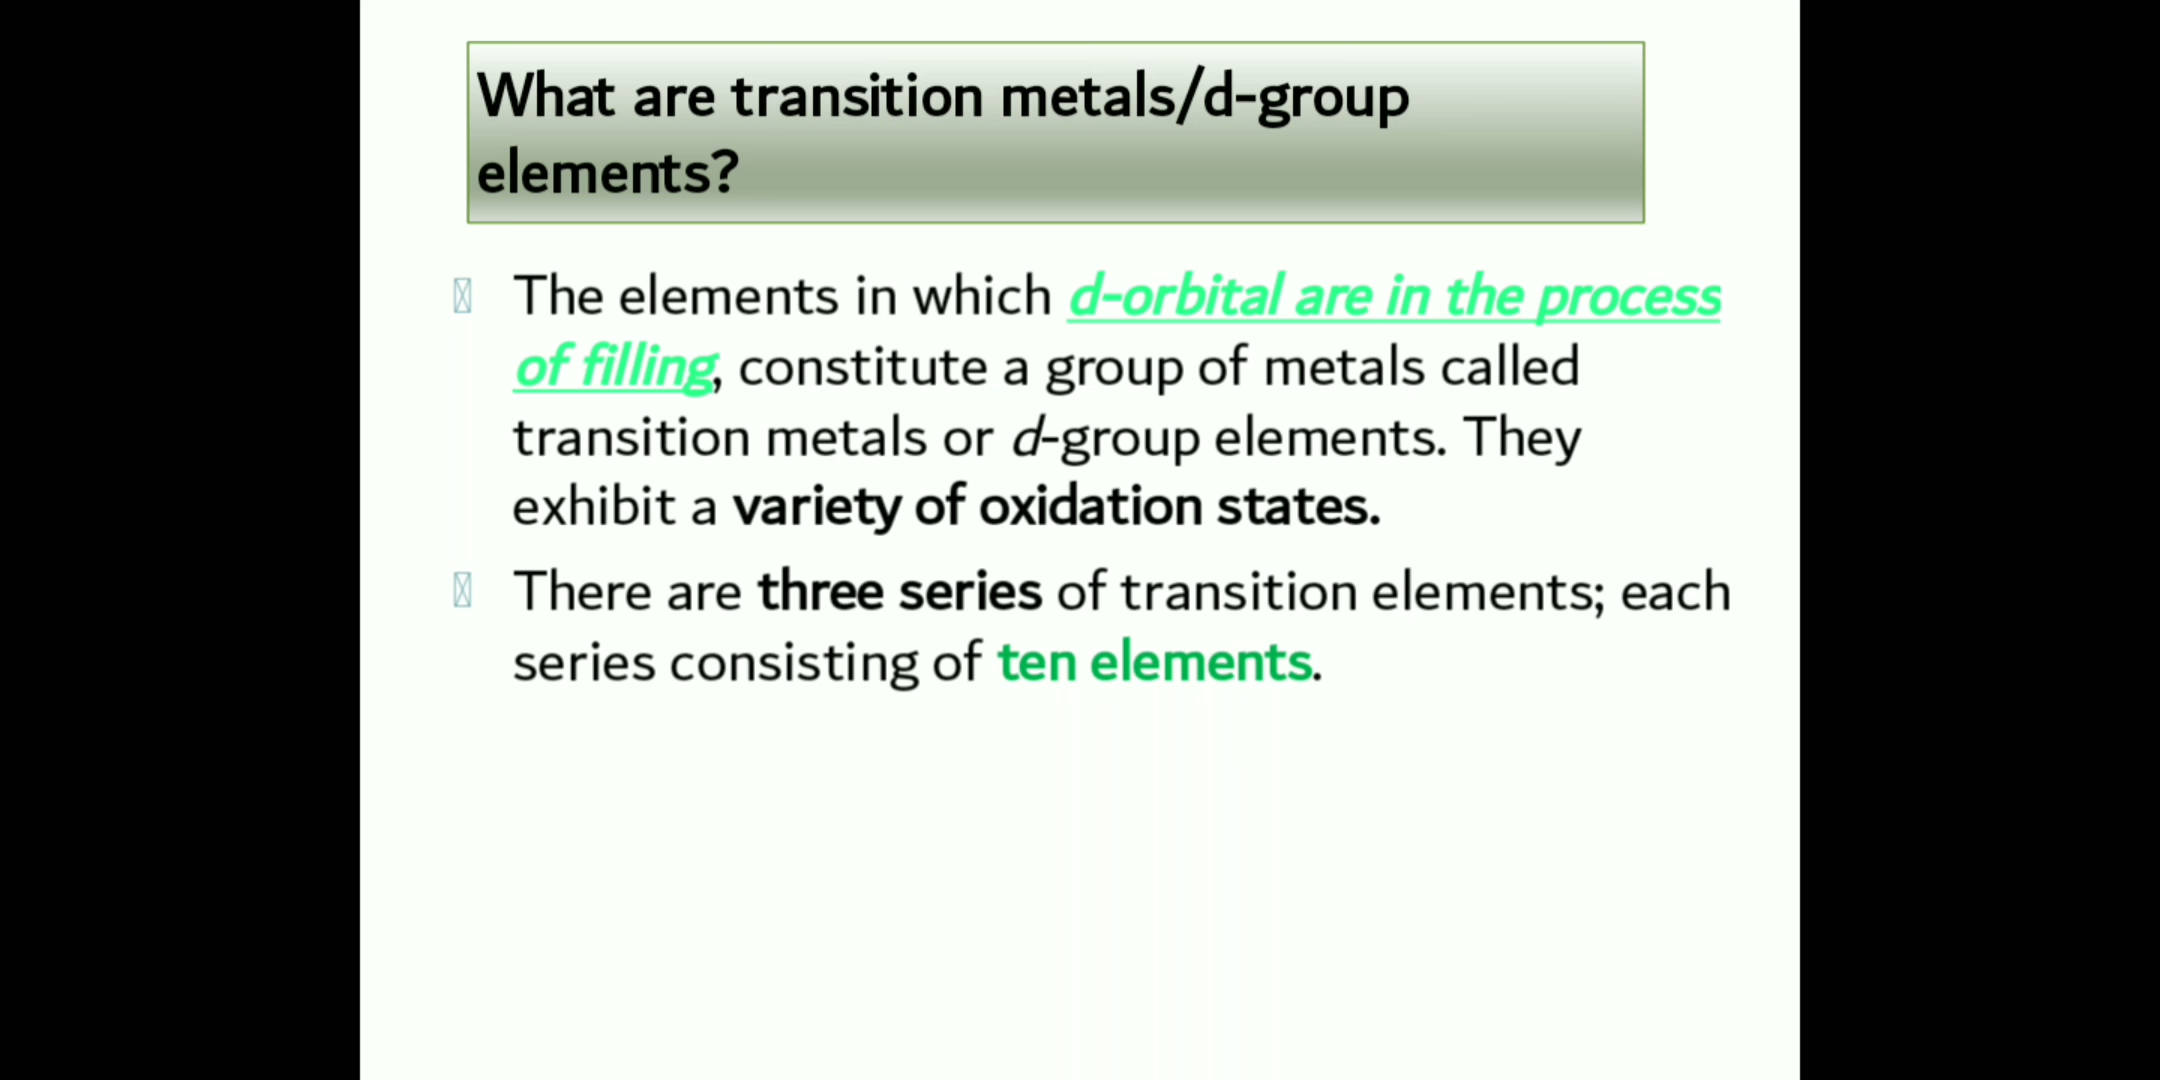 What are transition metals/d-group
elements?
The elements in which d-orbital are in the process
of filling, constitute a group of metals called
transition metals or d-group elements. They
exhibit a variety of oxidation states.
There are three series of transition elements; each
series consisting of ten elements.